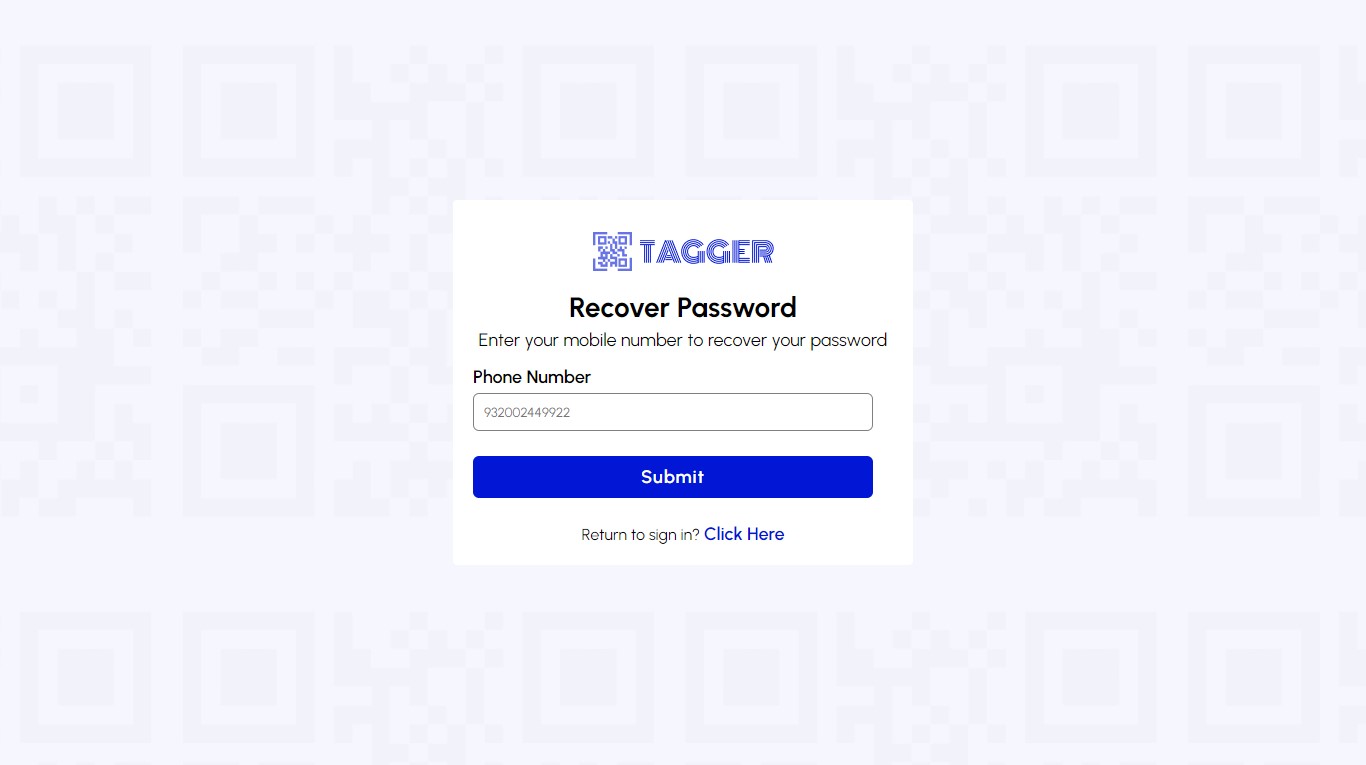 TAGGER
Recover Password
Enter your mobile number to recover your password
Phone Number
932002449922
Submit
Return to sign in? Click Here